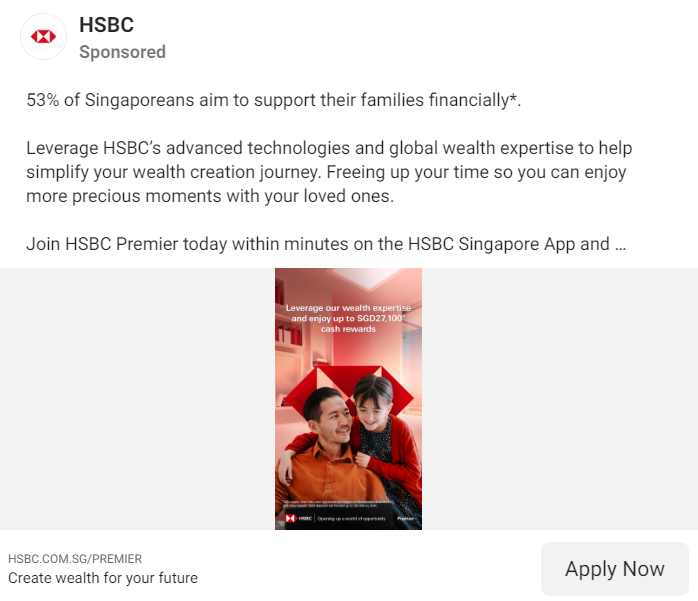 HSBC
Sponsored
53% of Singaporeans aim to support their families financially*.
Leverage HSBC’s advanced technologies and global wealth expertise to help
simplify your wealth creation journey. Freeing up your time so you can enjoy
more precious moments with your loved ones.
Join HSBC Premier today within minutes on the HSBC Singapore App and ...
Leverage our wealth expertise
and enjoy up to SGD27,100*
cash rewards
HSBC | Opening up a world of opportunity Premier
HSBC.COM.SG/PREMIER
Create wealth for your future
Apply Now